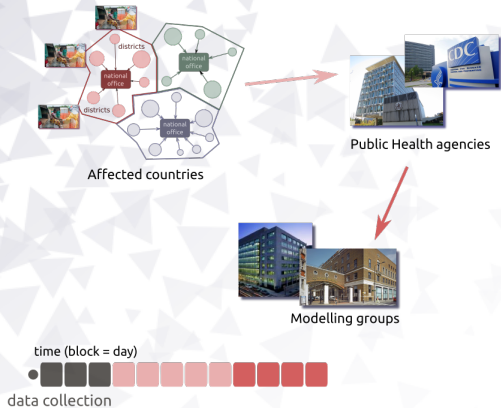 districts
national
office
national
office
districts
national
office
CDC
Affected countries
Public Health agencies
Modelling groups
time (block = day)
data collection